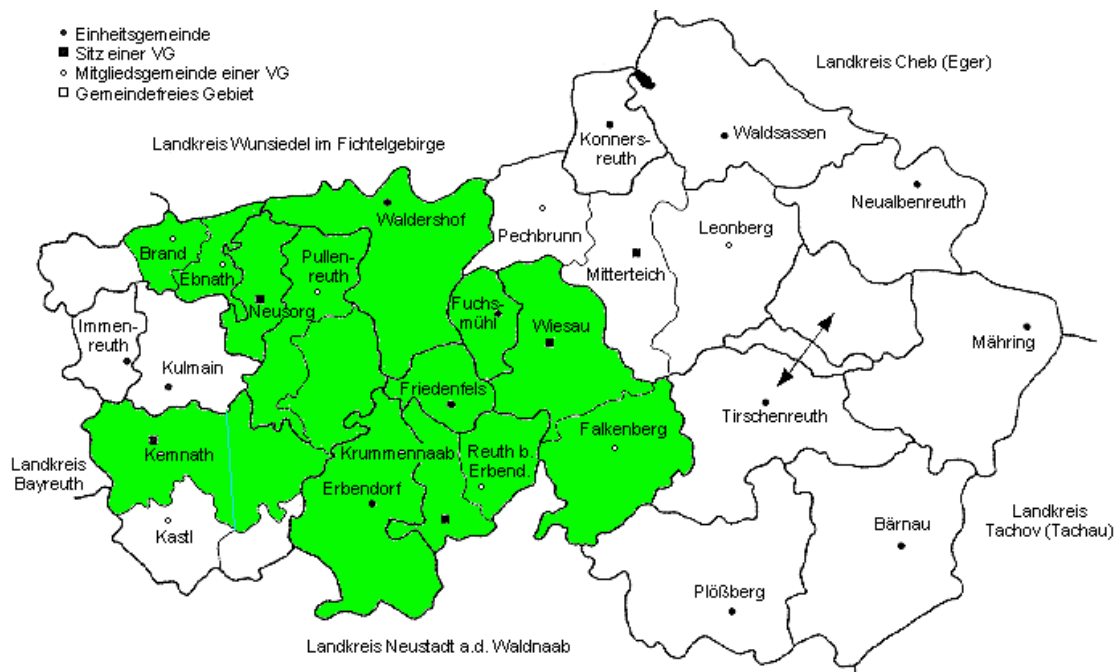 Einheitsgemeinde
Sitz einer VG
Mitgliedsgemeinde einer VG
Gemeindefreies Gebiet
Landkreis Cheb (Eger)
Landkreis Wunsiedel im Fichtelgebirge
Konners-
reuth
Waldsassen
Neualbenreuth
Waldershof
Pechbrunn
Leonberg
Mitterteich
Brand
Ebnath
Pullen-
reuth
Neusorg
Fuchs-
mühl
Wiesau
Immen-
reuth
Kulmain
Mähring
Friedenfels
Tirschenreuth
Falkenberg
Kemnath
Krummennaab
Reuth b.
Erbend.
Landkreis
Bayreuth
Erbendorf
Kastl
Bärnau
Landkreis
Tachov (Tachau)
Plößberg
Landkreis Neustadt a.d. Waldnaab